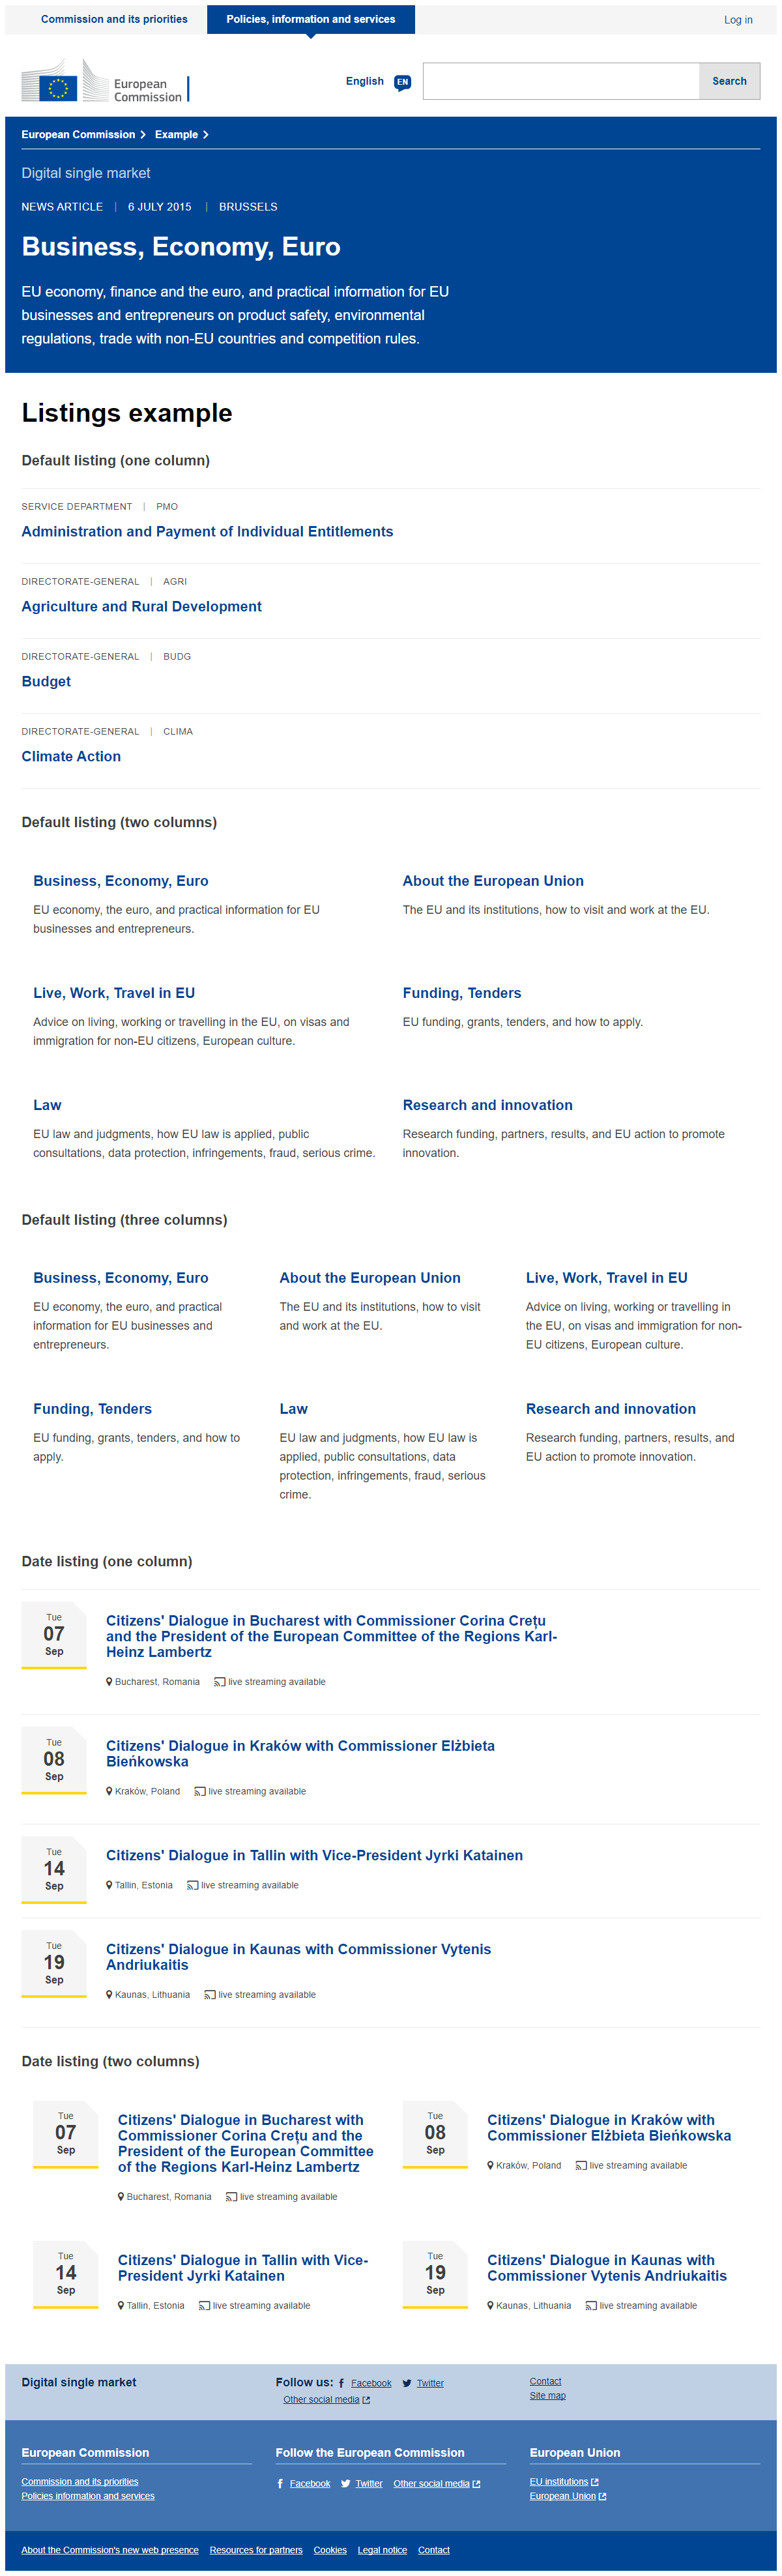 Commission and its priorities
Policies, information and services
Log in
European
Commission
English EN
Search
European Commission
Example
Digital single market
NEWS ARTICLE | 6 JULY 2015 | BRUSSELS
Business, Economy, Euro
EU economy, finance and the euro, and practical information for EU
businesses and entrepreneurs on product safety, environmental
regulations, trade with non-EU countries and competition rules.
Listings example
Default listing (one column)
SERVICE DEPARTMENT | PMO
Administration and Payment of Individual Entitlements
DIRECTORATE-GENERAL | AGRI
Agriculture and Rural Development
DIRECTORATE-GENERAL | BUDG
Budget
DIRECTORATE-GENERAL | CLIMA
Climate Action
Default listing (two columns)
Business, Economy, Euro
EU economy, the euro, and practical information for EU
businesses and entrepreneurs.
About the European Union
The EU and its institutions, how to visit and work at the EU.
Live, Work, Travel in EU
Advice on living, working or travelling in the EU, on visas and
immigration for non-EU citizens, European culture.
Funding, Tenders
EU funding, grants, tenders, and how to apply.
Law
EU law and judgments, how EU law is applied, public
consultations, data protection, infringements, fraud, serious crime.
Research and innovation
Research funding, partners, results, and EU action to promote
innovation.
Default listing (three columns)
Business, Economy, Euro
EU economy, the euro, and practical
information for EU businesses and
entrepreneurs.
About the European Union
The EU and its institutions, how to visit
and work at the EU.
Live, Work, Travel in EU
Advice on living, working or travelling in
the EU, on visas and immigration for non-
EU citizens, European culture.
Funding, Tenders
EU funding, grants, tenders, and how to
apply.
Law
EU law and judgments, how EU law is
applied, public consultations, data
protection, infringements, fraud, serious
crime.
Research and innovation
Research funding, partners, results, and
EU action to promote innovation.
Date listing (one column)
Tue
07
Sep
Citizens' Dialogue in Bucharest with Commissioner Corina Crețu
and the President of the European Committee of the Regions Karl-
Heinz Lambertz
Bucharest, Romania live streaming available
Tue
08
Sep
Citizens' Dialogue in Kraków with Commissioner Elżbieta
Bieńkowska
Kraków, Poland live streaming available
Tue
14
Sep
Citizens' Dialogue in Tallin with Vice-President Jyrki Katainen
Tallin, Estonia live streaming available
Tue
19
Sep
Citizens' Dialogue in Kaunas with Commissioner Vytenis
Andriukaitis
Kaunas, Lithuania live streaming available
Date listing (two columns)
Tue
07
Sep
Citizens' Dialogue in Bucharest with
Commissioner Corina Crețu and the
President of the European Committee
of the Regions Karl-Heinz Lambertz
Bucharest, Romania live streaming available
Tue
08
Sep
Citizens' Dialogue in Kraków with
Commissioner Elżbieta Bieńkowska
Kraków, Poland live streaming available
Tue
14
Sep
Citizens' Dialogue in Tallin with Vice-
President Jyrki Katainen
Tallin, Estonia live streaming available
Tue
19
Sep
Citizens' Dialogue in Kaunas with
Commissioner Vytenis Andriukaitis
Kaunas, Lithuania live streaming available
Digital single market
Follow us: Facebook Twitter
Other social media
Contact
Site map
European Commission
Commission and its priorities
Policies information and services
Follow the European Commission
Facebook Twitter Other social media
European Union
EU institutions
European Union
About the Commission's new web presence Resources for partners Cookies Legal notice Contact